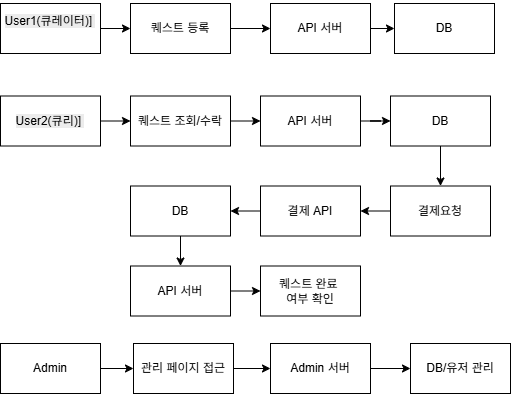 User1(큐레이터)]
퀘스트 등록
API 서버
DB
User2(큐리)]
퀘스트 조회/수락
API 서버
DB
DB
결제 API
결제요청
API 서버
퀘스트 완료
여부 확인
Admin
관리 페이지 접근
Admin 서버
DB/유저 관리